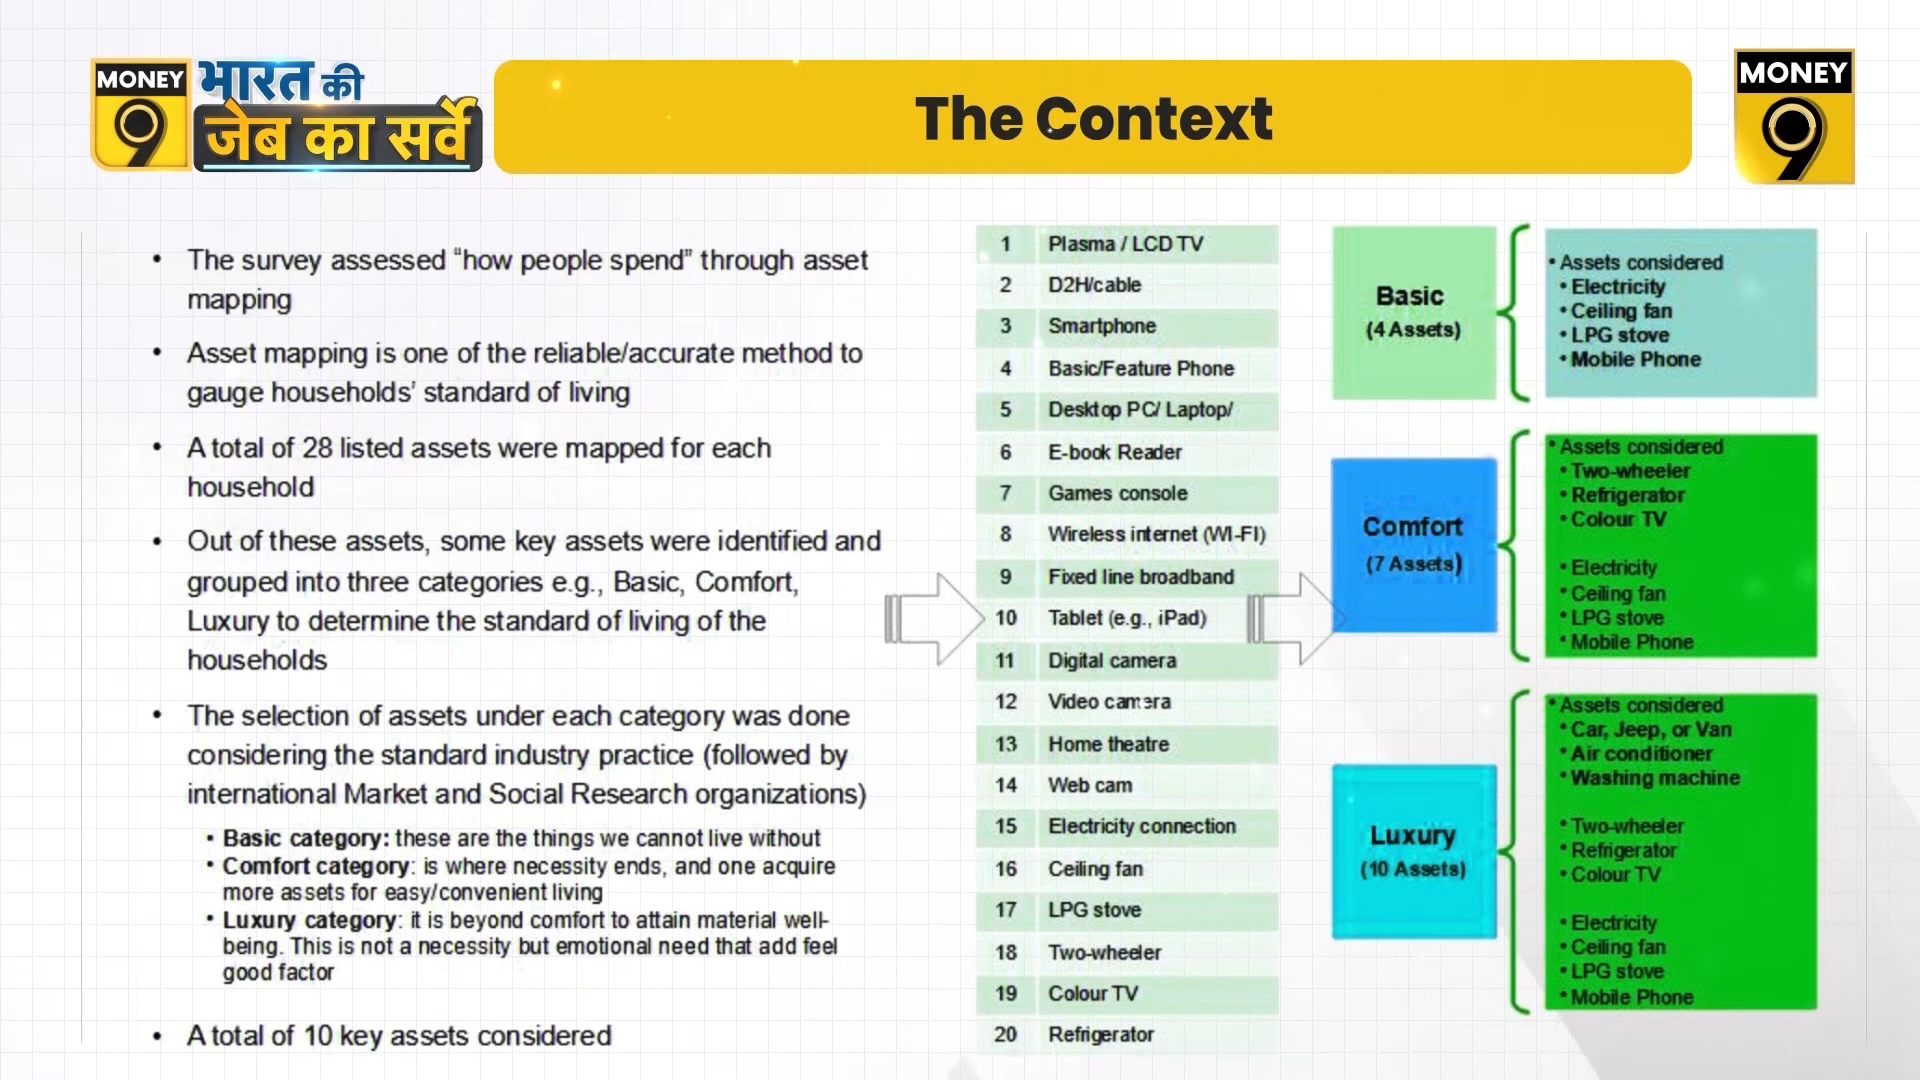 MONEY
9
भारत की
जेब का सर्वे
The Context
MONEY
9
• The survey assessed “how people spend” through asset
mapping
• Asset mapping is one of the reliable/accurate method to
gauge households’ standard of living
• A total of 28 listed assets were mapped for each
household
• Out of these assets, some key assets were identified and
grouped into three categories e.g., Basic, Comfort,
Luxury to determine the standard of living of the
households
• The selection of assets under each category was done
considering the standard industry practice (followed by
international Market and Social Research organizations)
• Basic category: these are the things we cannot live without
• Comfort category: is where necessity ends, and one acquire
more assets for easy/convenient living
• Luxury category: it is beyond comfort to attain material well-
being. This is not a necessity but emotional need that add feel
good factor
• A total of 10 key assets considered
1 Plasma / LCD TV
2 D2H/cable
3 Smartphone
4 Basic/Feature Phone
5 Desktop PC/ Laptop/
6 E-book Reader
7 Games console
8 Wireless internet (WI-FI)
9 Fixed line broadband
10 Tablet (e.g., iPad)
11 Digital camera
12 Video camera
13 Home theatre
14 Web cam
15 Electricity connection
16 Ceiling fan
17 LPG stove
18 Two-wheeler
19 Colour TV
20 Refrigerator
Basic
(4 Assets)
• Assets considered
• Electricity
• Ceiling fan
• LPG stove
• Mobile Phone
Comfort
(7 Assets)
• Assets considered
• Two-wheeler
• Refrigerator
• Colour TV
• Electricity
• Ceiling fan
• LPG stove
• Mobile Phone
Luxury
(10 Assets)
• Assets considered
• Car, Jeep, or Van
• Air conditioner
• Washing machine
• Two-wheeler
• Refrigerator
• Colour TV
• Electricity
• Ceiling fan
• LPG stove
• Mobile Phone